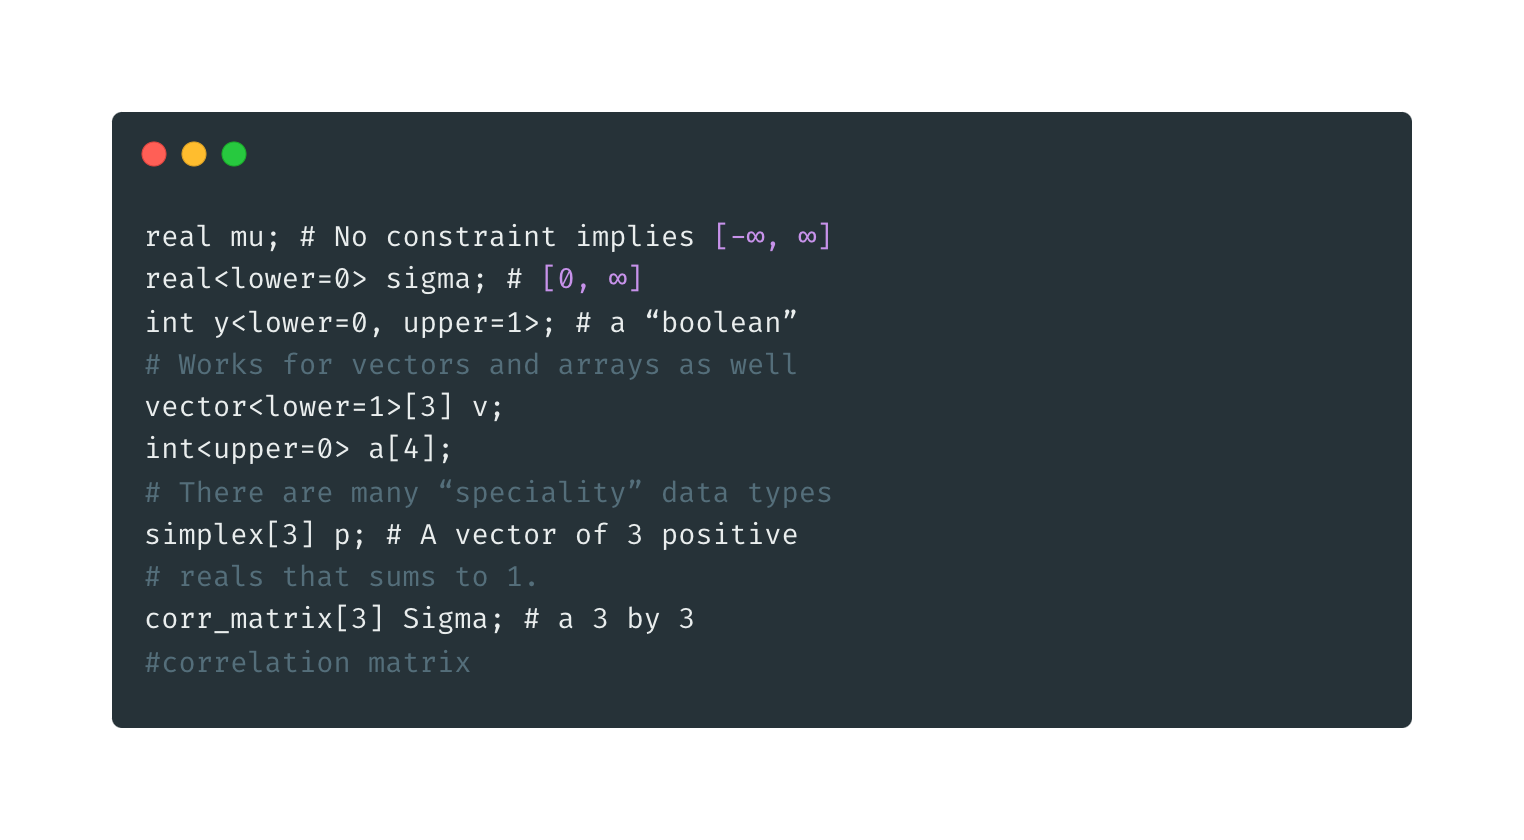 real mu; # No constraint implies [-∞, ∞]
real<lower=0> sigma; # [0, ∞]
int y<lower=0, upper=1>; # a “boolean”
# Works for vectors and arrays as well
vector<lower=1>[3] v;
int<upper=0> a[4];
# There are many “speciality” data types
simplex[3] p; # A vector of 3 positive
# reals that sums to 1.
corr_matrix[3] Sigma; # a 3 by 3
#correlation matrix